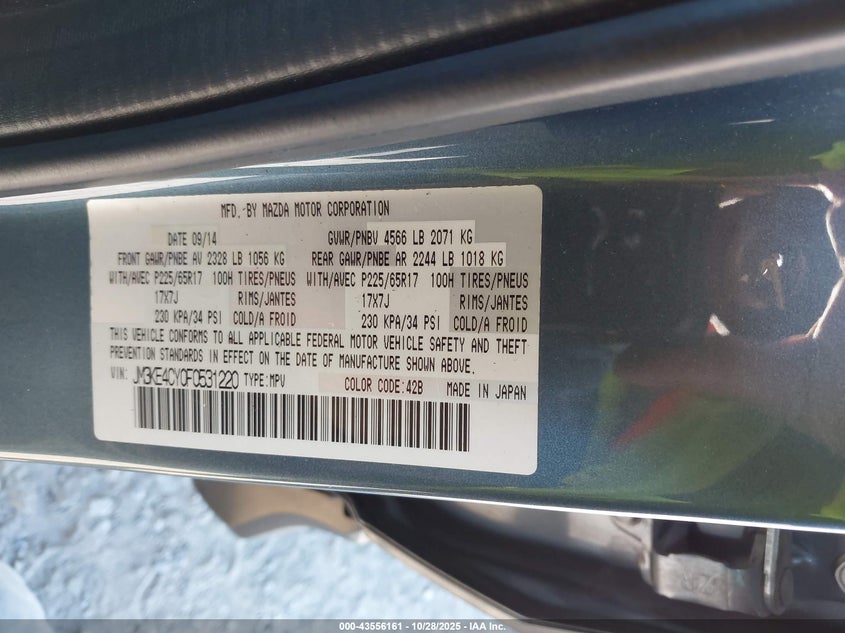 MFD. BY MAZDA MOTOR CORPORATION
DATE 09/14 GVWR/PNBV 4566 LB 2071 KG
FRONT GAWR/PNBE AV 2328 LB 1056 KG REAR GAWR/PNBE AR 2244 LB 1018 KG
WITH/AVEC P225/65R17 100H TIRES/PNEUS WITH/AVEC P225/65R17 100H TIRES/PNEUS
17X7J RIMS/JANTES 17X7J RIMS/JANTES
230 KPA/34 PSI COLD/A FROID 230 KPA/34 PSI COLD/A FROID
THIS VEHICLE CONFORMS TO ALL APPLICABLE FEDERAL MOTOR VEHICLE SAFETY AND THEFT
PREVENTION STANDARDS IN EFFECT ON THE DATE OF MANUFACTURE SHOWN ABOVE.
VIN: JM3KE4CY0F0531220 TYPE:MPV COLOR CODE:42B MADE IN JAPAN
000-43556161 - 10/28/2025 - IAA Inc.